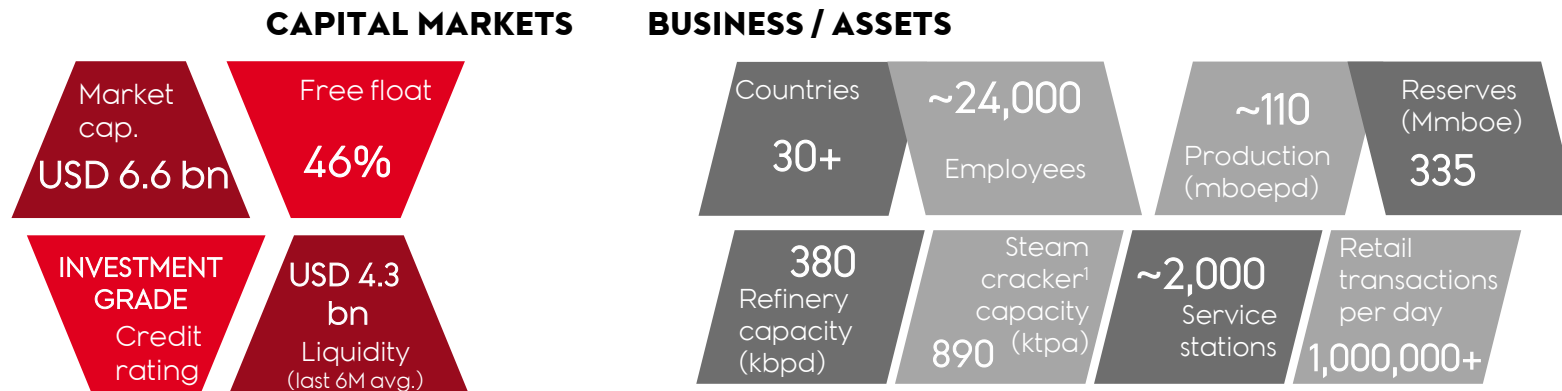 CAPITAL MARKETS
Market
cap.
USD 6.6 bn
Free float
46%
INVESTMENT
GRADE
Credit
rating
USD 4.3
bn
Liquidity
(last 6M avg.)
BUSINESS / ASSETS
Countries
30+
~24,000
Employees
~110
Production
(mboepd)
Reserves
(Mmboe)
335
380
Refinery
capacity
(kbpd)
Steam
cracker¹
capacity
(ktpa)
890
~2,000
Service
stations
Retail
transactions
per day
1,000,000+